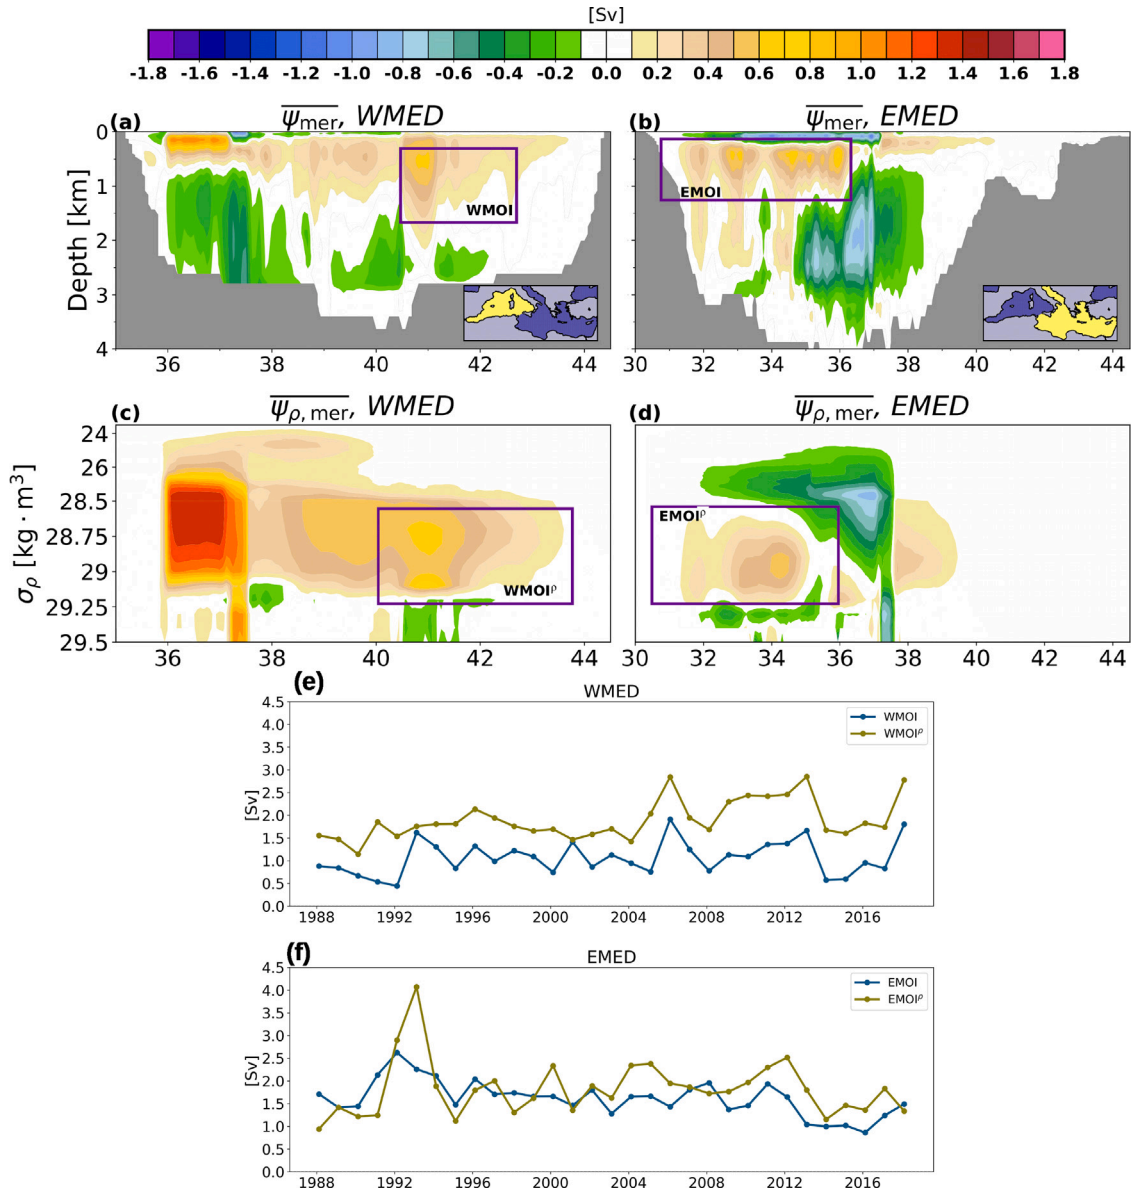 [Sv]
-1.8 -1.6 -1.4 -1.2 -1.0 -0.8 -0.6 -0.4 -0.2 0.0 0.2 0.4 0.6 0.8 1.0 1.2 1.4 1.6 1.8
(a) ψ̅mer, WMED
(b) ψ̅mer, EMED
Depth [km]
0
1
2
3
4
WMOI
EMOI
36 38 40 42 44
30 32 34 36 38 40 42 44
(c) ψ̅ρ, mer, WMED
(d) ψ̅ρ, mer, EMED
σρ [kg · m³]
24
26
28.5
28.75
29
29.25
29.5
WMOIᵖ
EMOIᵖ
36 38 40 42 44
30 32 34 36 38 40 42 44
(e) WMED
[Sv]
4.5
4.0
3.5
3.0
2.5
2.0
1.5
1.0
0.5
0.0
WMOI
WMOIᵖ
1988 1992 1996 2000 2004 2008 2012 2016
(f) EMED
[Sv]
4.5
4.0
3.5
3.0
2.5
2.0
1.5
1.0
0.5
0.0
EMOI
EMOIᵖ
1988 1992 1996 2000 2004 2008 2012 2016